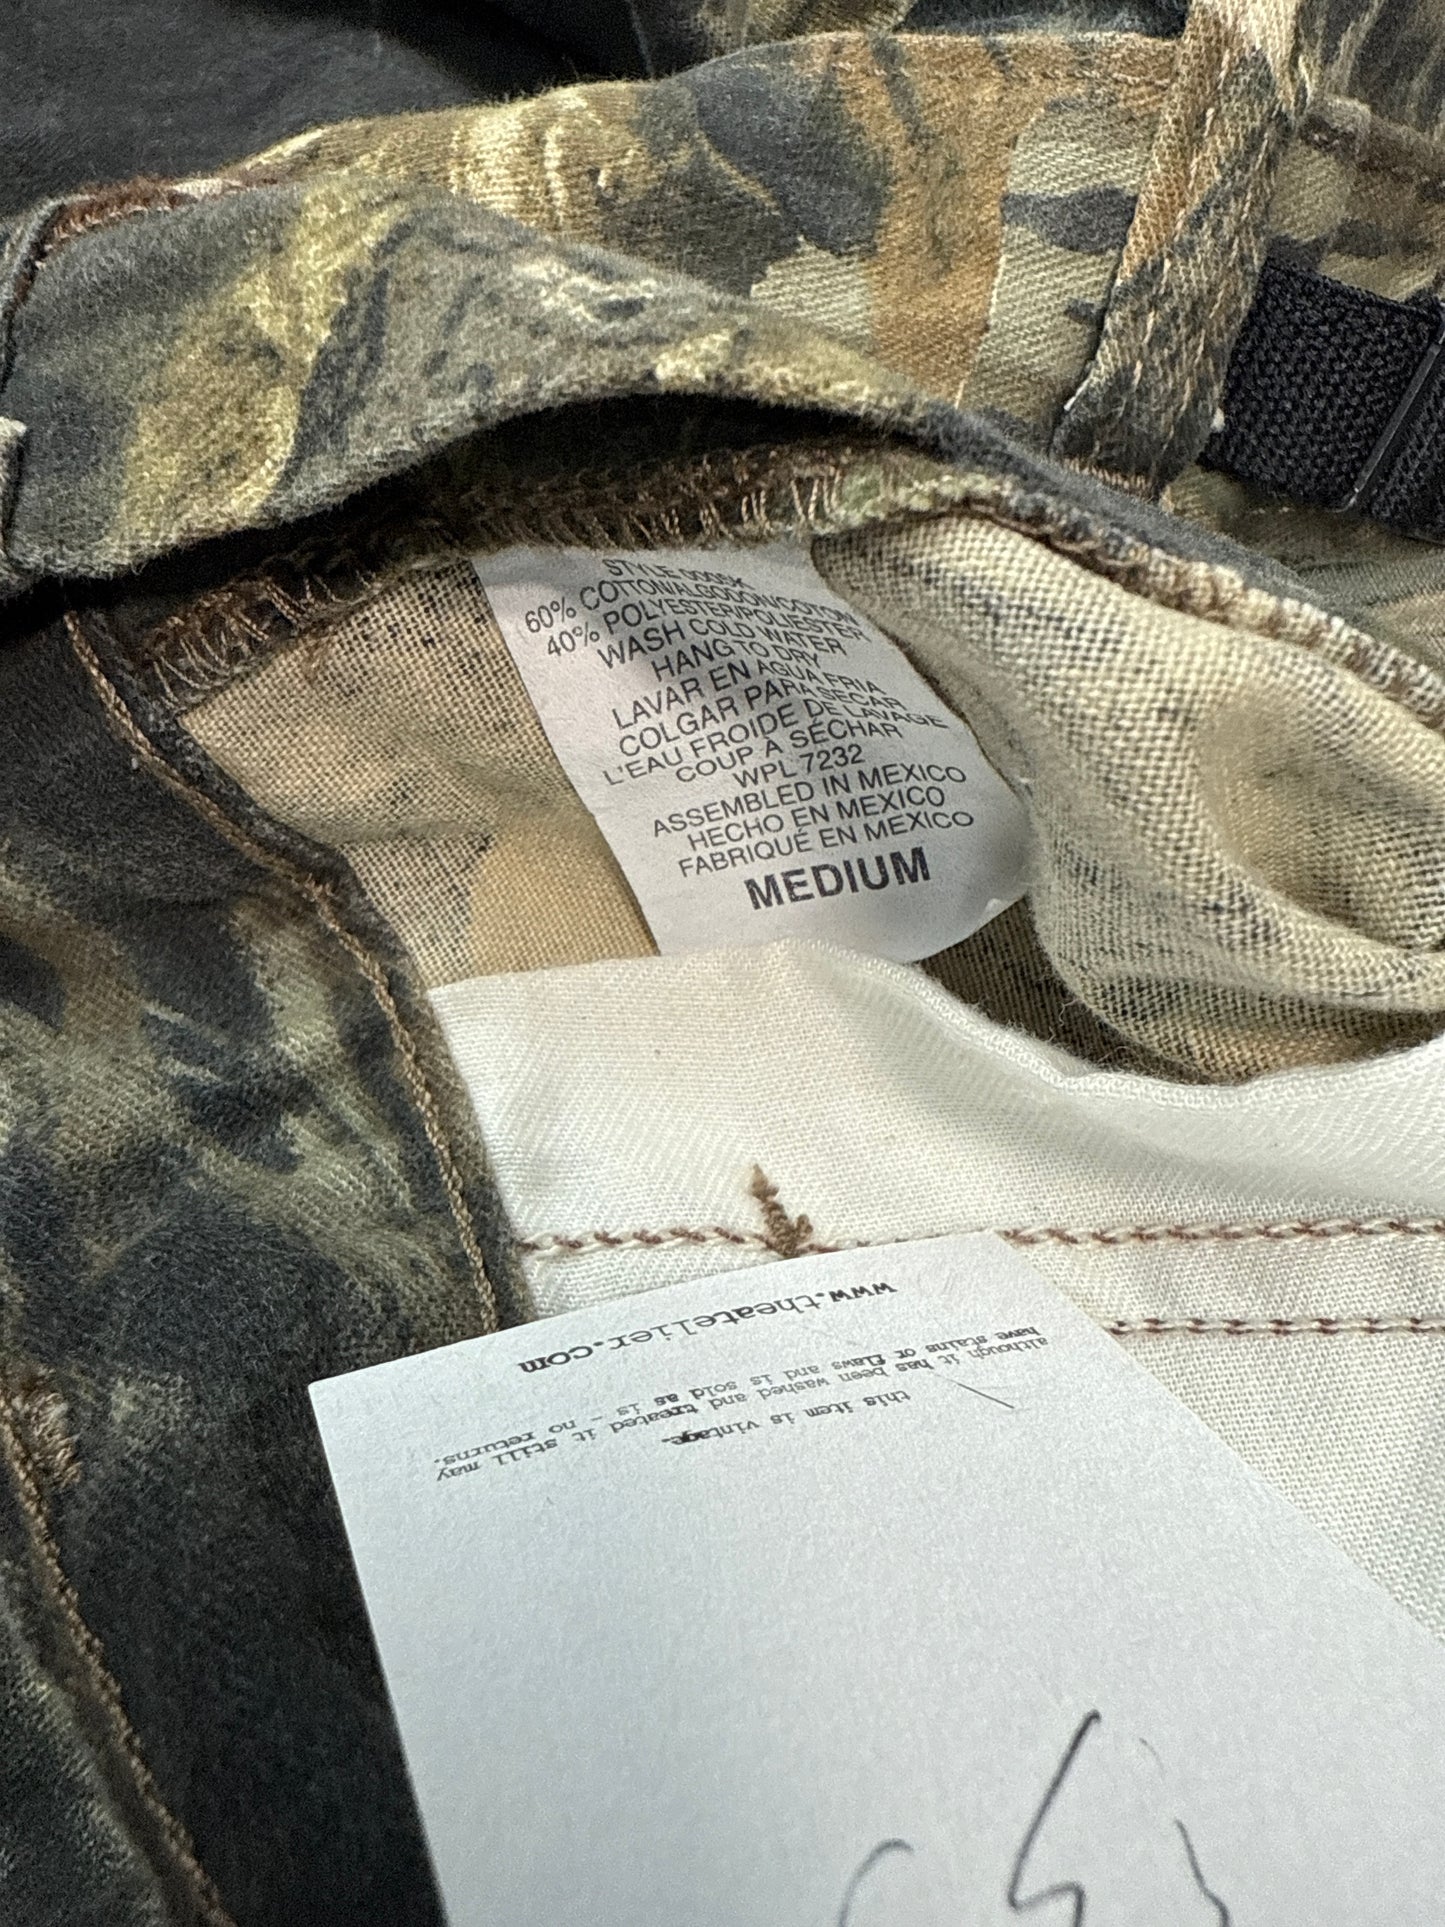 STYLE 0005K
60% COTTON/ALGODON/COTON
40% POLYESTER/POLIESTER
WASH COLD WATER
HANG TO DRY
LAVAR EN AGUA FRIA
COLGAR PARA SECAR
L'EAU FROIDE DE LAVAGE
COUP A SÉCHAR
WPL 7232
ASSEMBLED IN MEXICO
HECHO EN MEXICO
FABRIQUÉ EN MEXICO
MEDIUM
this item is vintage.
although it has been washed and treated it still may
have stains or flaws and is sold as is - no returns.
www.theatelier.com